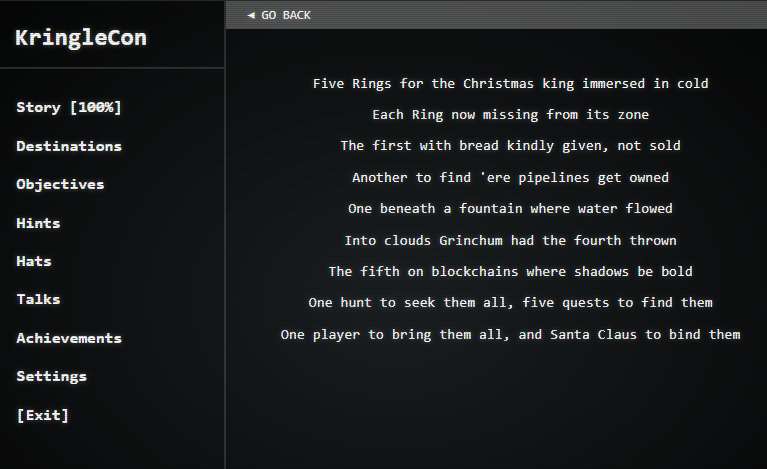 KringleCon
Story [100%]
Destinations
Objectives
Hints
Hats
Talks
Achievements
Settings
[Exit]
◄ GO BACK
Five Rings for the Christmas king immersed in cold
Each Ring now missing from its zone
The first with bread kindly given, not sold
Another to find 'ere pipelines get owned
One beneath a fountain where water flowed
Into clouds Grinchum had the fourth thrown
The fifth on blockchains where shadows be bold
One hunt to seek them all, five quests to find them
One player to bring them all, and Santa Claus to bind them